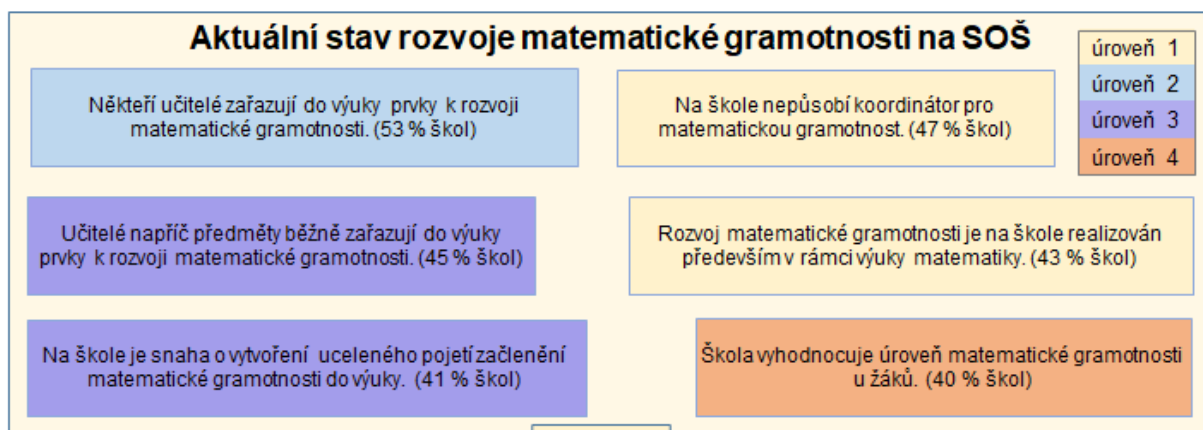 Aktuální stav rozvoje matematické gramotnosti na SOŠ
úroveň 1
úroveň 2
úroveň 3
úroveň 4
Někteří učitelé zařazují do výuky prvky k rozvoji
matematické gramotnosti. (53 % škol)
Na škole nepůsobí koordinátor pro
matematickou gramotnost. (47 % škol)
Učitelé napříč předměty běžně zařazují do výuky
prvky k rozvoji matematické gramotnosti. (45 % škol)
Rozvoj matematické gramotnosti je na škole realizován
především v rámci výuky matematiky. (43 % škol)
Na škole je snaha o vytvoření uceleného pojetí začlenění
matematické gramotnosti do výuky. (41 % škol)
Škola vyhodnocuje úroveň matematické gramotnosti
u žáků. (40 % škol)